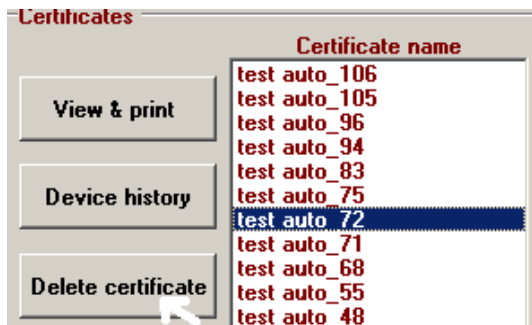 Certificates
Certificate name
View & print
Device history
Delete certificate
test auto_106
test auto_105
test auto_96
test auto_94
test auto_83
test auto_75
test auto_72
test auto_71
test auto_68
test auto_55
test auto_48